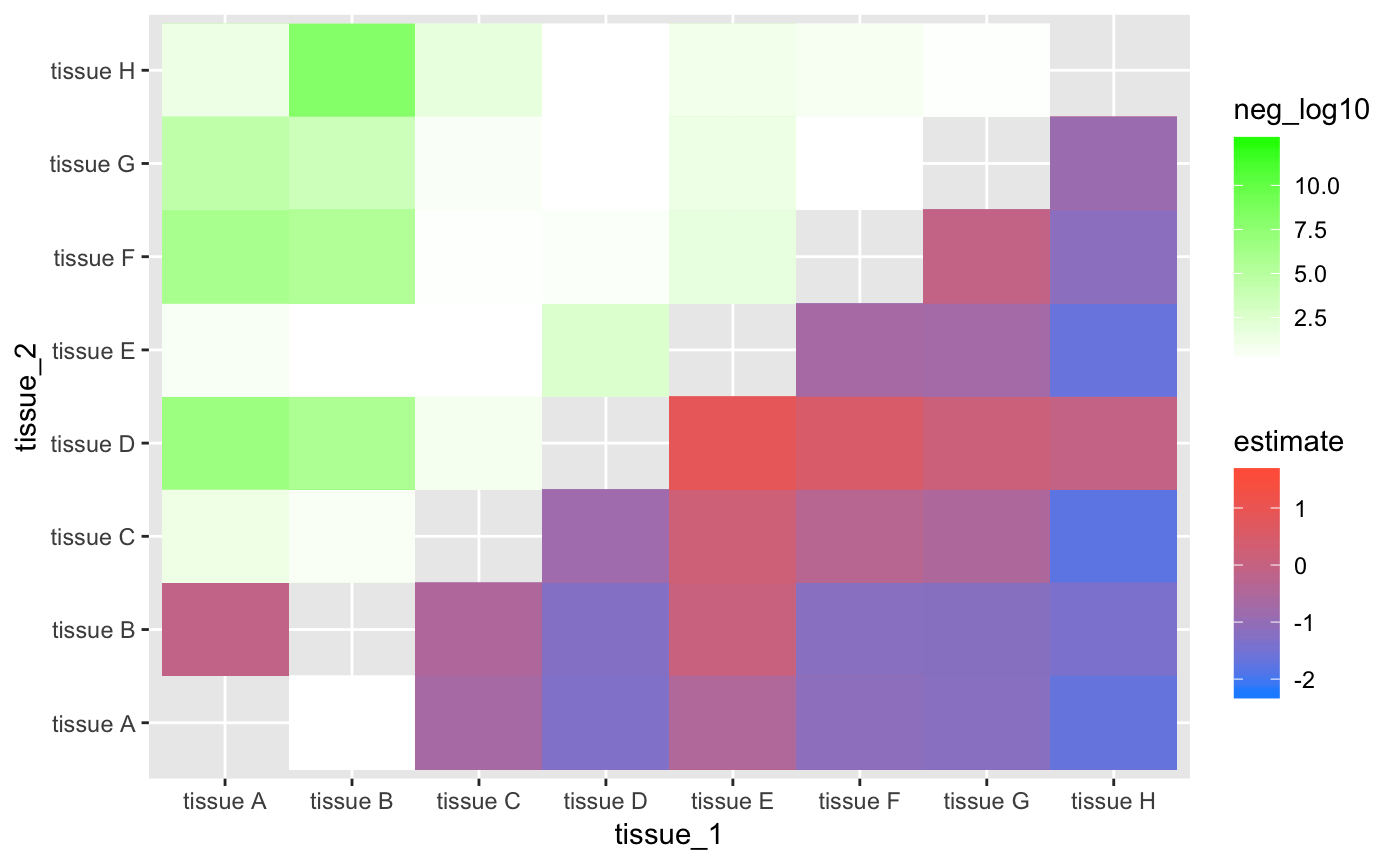 tissue H
tissue G
tissue F
tissue E
tissue D
tissue C
tissue B
tissue A
tissue_2
tissue A tissue B tissue C tissue D tissue E tissue F tissue G tissue H
tissue_1
neg_log10
10.0
7.5
5.0
2.5
estimate
1
0
-1
-2